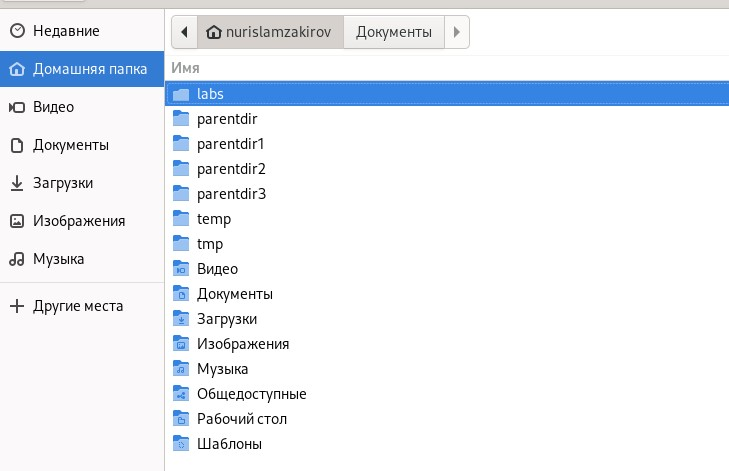 Недавние
Домашняя папка
Видео
Документы
Загрузки
Изображения
Музыка
Другие места
nurislamzakirov Документы
Имя
labs
parentdir
parentdir1
parentdir2
parentdir3
temp
tmp
Видео
Документы
Загрузки
Изображения
Музыка
Общедоступные
Рабочий стол
Шаблоны